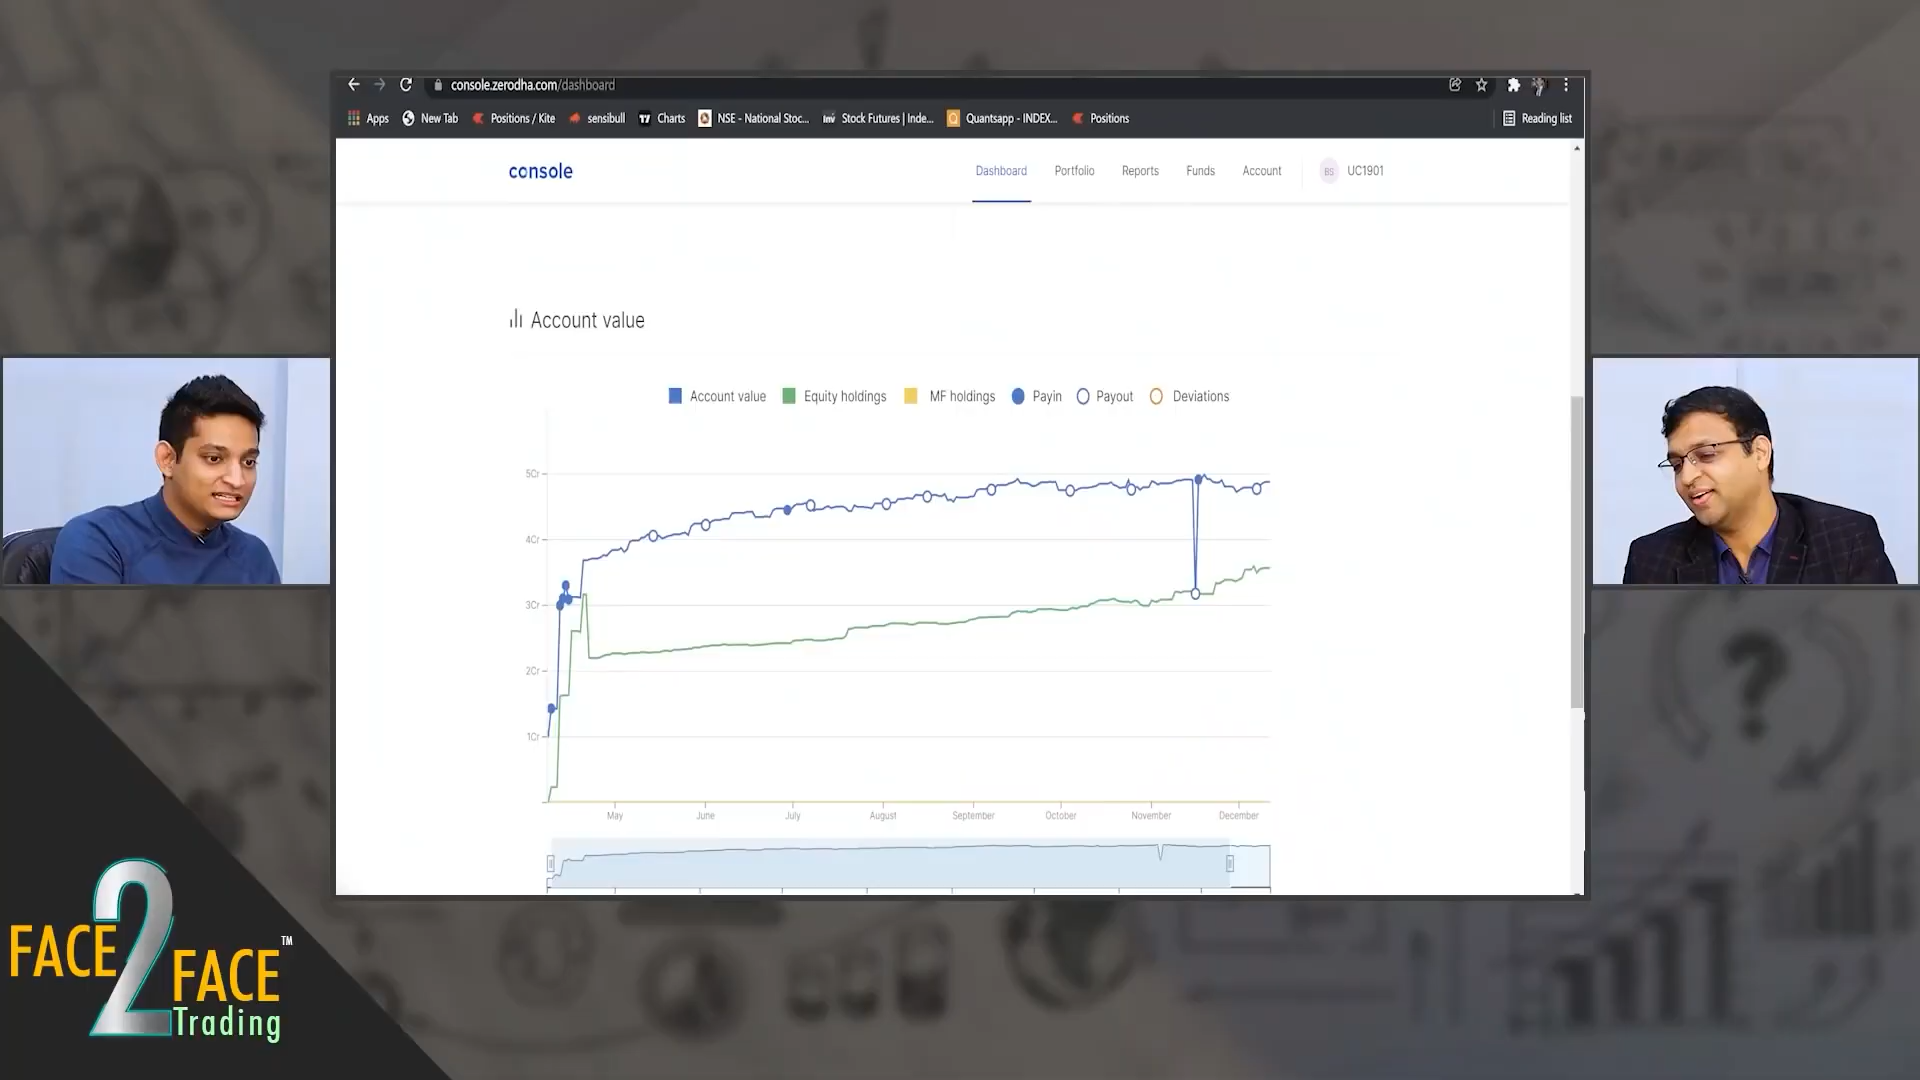 console.zerodha.com/dashboard
Apps New Tab Positions / Kite sensibull Charts NSE - National Stoc... Stock Futures | Inde... Quantsapp - INDEX... Positions Reading list
console Dashboard Portfolio Reports Funds Account BS UC1901
Account value
Account value Equity holdings MF holdings Payin Payout Deviations
5Cr
4Cr
3Cr
2Cr
1Cr
May June July August September October November December
FACE 2 FACE™
Trading